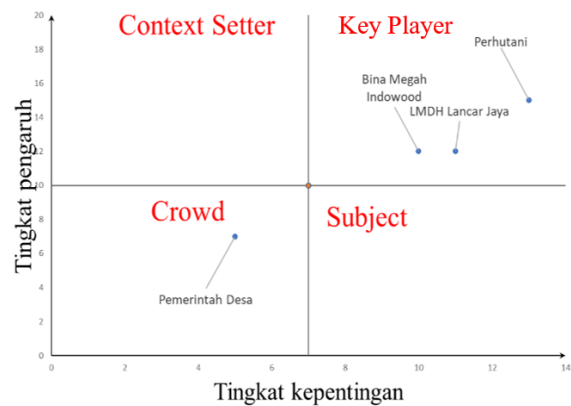 Context Setter
Key Player
Perhutani
Bina Megah
Indowood
LMDH Lancar Jaya
Crowd
Subject
Pemerintah Desa
Tingkat pengaruh
20
18
16
14
12
10
8
6
4
2
0
0 2 4 6 8 10 12 14
Tingkat kepentingan